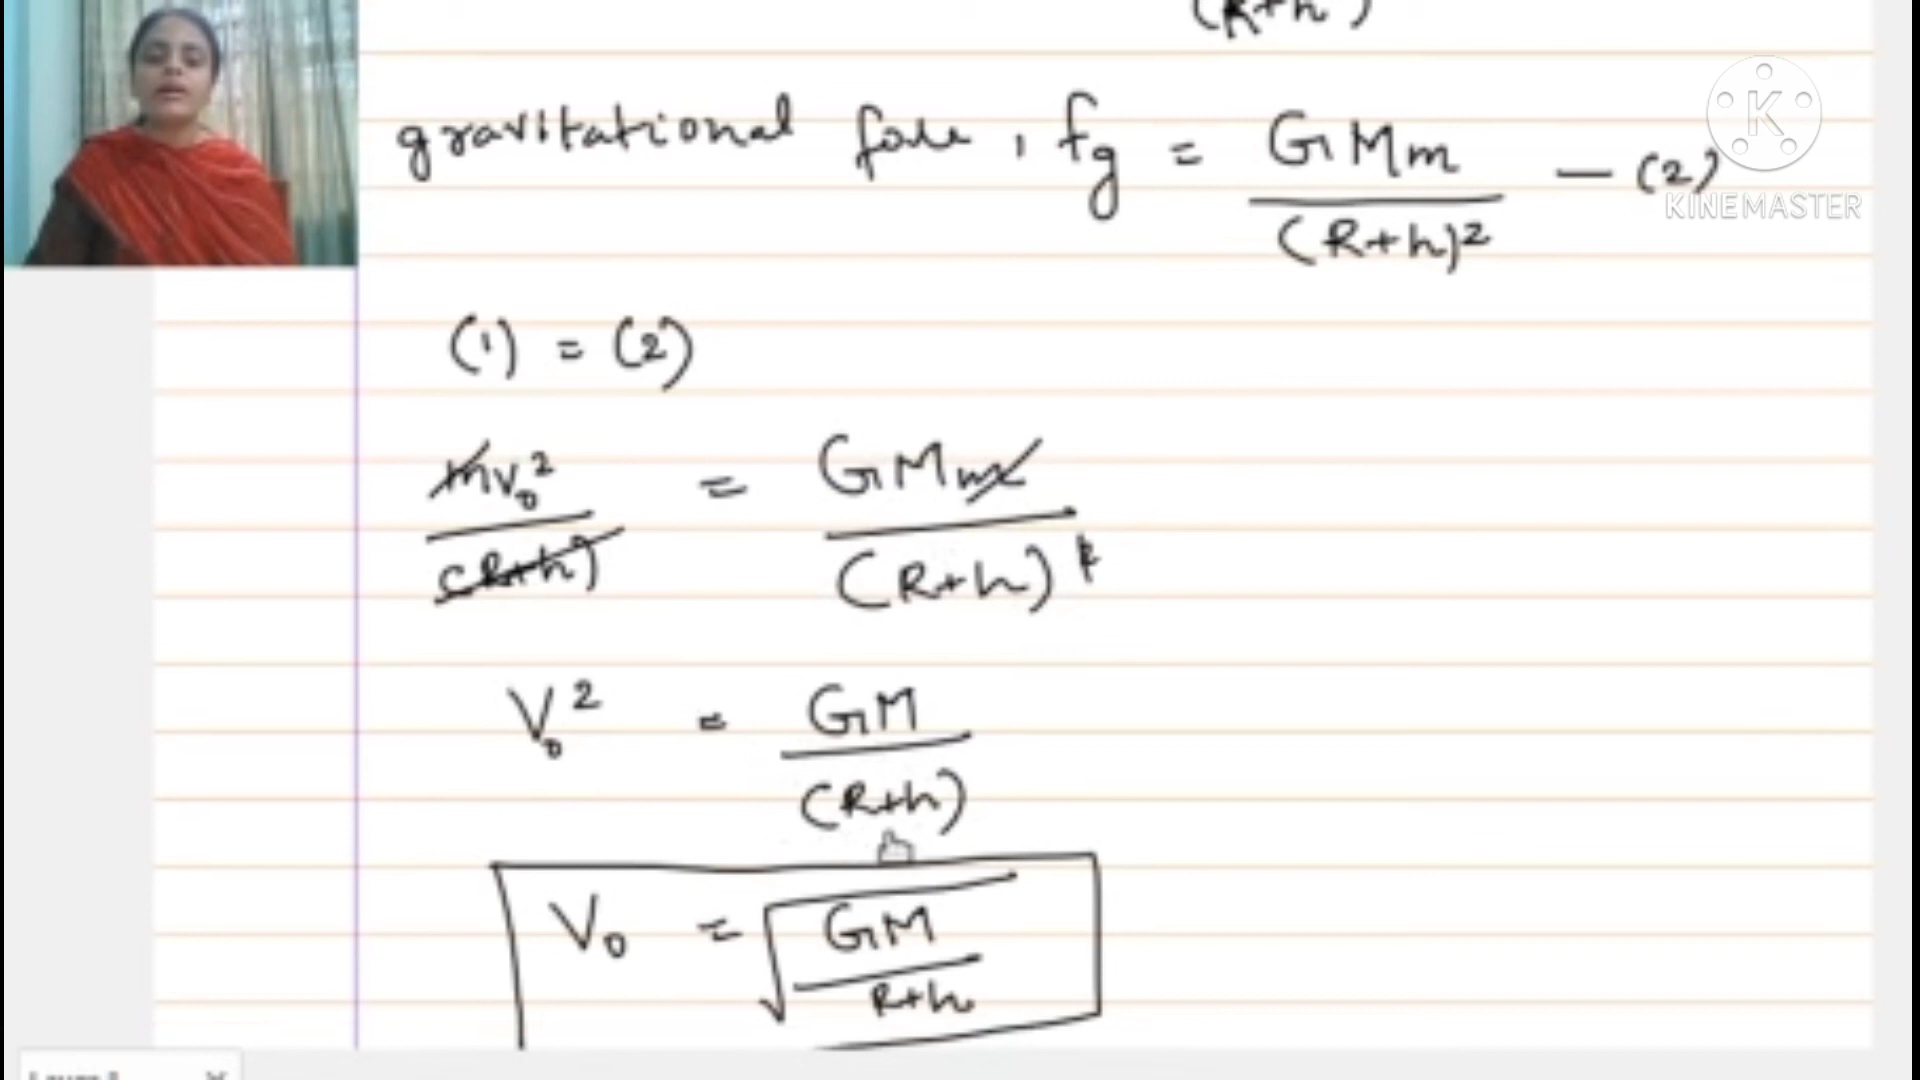 (R+h)
gravitational force, fg = GMm / (R+h)² — (2)
K
KINEMASTER
(1) = (2)
mv₀² / (R+h) = GMm / (R+h)²
V₀² = GM / (R+h)
V₀ = √(GM / R+h)